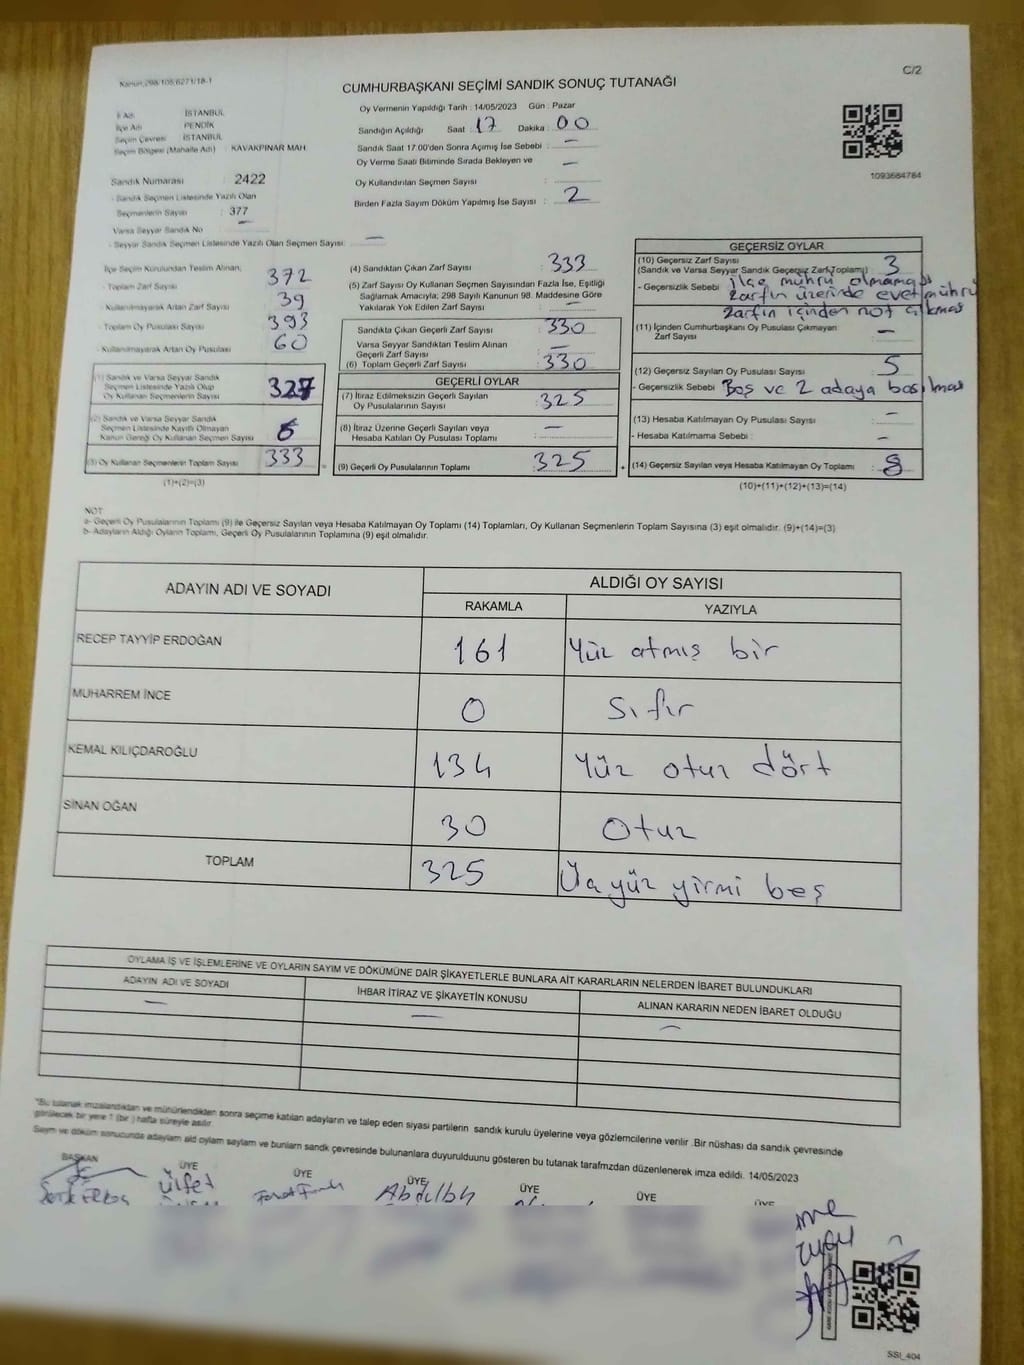 Kanun:298/105,6271/18-1
C/2
CUMHURBAŞKANI SEÇİMİ SANDIK SONUÇ TUTANAĞI
İl Adı : İSTANBUL
İlçe Adı : PENDİK
Seçim Çevresi : İSTANBUL
Seçim Bölgesi (Mahalle Adı) : KAVAKPINAR MAH.
Sandık Numarası : 2422
- Sandık Seçmen Listesinde Yazılı Olan
Seçmenlerin Sayısı : 377
Varsa Seyyar Sandık No : —
- Seyyar Sandık Seçmen Listesinde Yazılı Olan Seçmen Sayısı: —
Oy Vermenin Yapıldığı Tarih : 14/05/2023 Gün : Pazar
Sandığın Açıldığı Saat : 17 Dakika : 00
Sandık Saat 17.00'den Sonra Açımış İse Sebebi : —
Oy Verme Saati Bitiminde Sırada Bekleyen ve —
Oy Kullandırılan Seçmen Sayısı :
Birden Fazla Sayım Döküm Yapılmış İse Sayısı : 2
1093684784
İlçe Seçim Kurulundan Teslim Alınan;
- Toplam Zarf Sayısı : 372
- Kullanılmayarak Artan Zarf Sayısı : 39
- Toplam Oy Pusulası Sayısı : 393
- Kullanılmayarak Artan Oy Pusulası : 60
(1) Sandık ve Varsa Seyyar Sandık
Seçmen Listesinde Yazılı Olup
Oy Kullanan Seçmenlerin Sayısı : 327
(2) Sandık ve Varsa Seyyar Sandık
Seçmen Listesinde Kayıtlı Olmayan
Kanun Gereği Oy Kullanan Seçmen Sayısı : 6
(3) Oy Kullanan Seçmenlerin Toplam Sayısı : 333
(1)+(2)=(3)
(4) Sandıktan Çıkan Zarf Sayısı : 333
(5) Zarf Sayısı Oy Kullanan Seçmen Sayısından Fazla İse, Eşitliği
Sağlamak Amacıyla; 298 Sayılı Kanunun 98. Maddesine Göre
Yakılarak Yok Edilen Zarf Sayısı : —
Sandıkta Çıkan Geçerli Zarf Sayısı : 330
Varsa Seyyar Sandıktan Teslim Alınan
Geçerli Zarf Sayısı : —
(6) Toplam Geçerli Zarf Sayısı : 330
GEÇERLİ OYLAR
(7) İtiraz Edilmeksizin Geçerli Sayılan
Oy Pusulalarının Sayısı : 325
(8) İtiraz Üzerine Geçerli Sayılan veya
Hesaba Katılan Oy Pusulası Toplamı : —
(9) Geçerli Oy Pusulalarının Toplamı : 325
GEÇERSİZ OYLAR
(10) Geçersiz Zarf Sayısı
(Sandık ve Varsa Seyyar Sandık Geçersiz Zarf Toplamı) : 3
- Geçersizlik Sebebi : ilçe mührü olmaması
zarfın üzerinde evet mührü
zarfın içinden not çıkması
(11) İçinden Cumhurbaşkanı Oy Pusulası Çıkmayan
Zarf Sayısı : —
(12) Geçersiz Sayılan Oy Pusulası Sayısı : 5
- Geçersizlik Sebebi : Boş ve 2 adaya basılması
(13) Hesaba Katılmayan Oy Pusulası Sayısı : —
- Hesaba Katılmama Sebebi : —
(14) Geçersiz Sayılan veya Hesaba Katılmayan Oy Toplamı : 8
(10)+(11)+(12)+(13)=(14)
NOT
a- Geçerli Oy Pusulalarının Toplamı (9) ile Geçersiz Sayılan veya Hesaba Katılmayan Oy Toplamı (14) Toplamları, Oy Kullanan Seçmenlerin Toplam Sayısına (3) eşit olmalıdır. (9)+(14)=(3)
b- Adayların Aldığı Oyların Toplamı, Geçerli Oy Pusulalarının Toplamına (9) eşit olmalıdır.
ADAYIN ADI VE SOYADI ALDIĞI OY SAYISI
RAKAMLA YAZIYLA
RECEP TAYYİP ERDOĞAN 161 Yüz atmış bir
MUHARREM İNCE 0 Sıfır
KEMAL KILIÇDAROĞLU 134 Yüz otuz dört
SİNAN OĞAN 30 Otuz
TOPLAM 325 Üçyüz yirmi beş
OYLAMA İŞ VE İŞLEMLERİNE VE OYLARIN SAYIM VE DÖKÜMÜNE DAİR ŞİKAYETLERLE BUNLARA AİT KARARLARIN NELERDEN İBARET BULUNDUKLARI
ADAYIN ADI VE SOYADI İHBAR İTİRAZ VE ŞİKAYETİN KONUSU ALINAN KARARIN NEDEN İBARET OLDUĞU
— — —
*Bu tutanak imzalandıktan ve mühürlendikten sonra seçime katılan adayların ve talep eden siyasi partilerin sandık kurulu üyelerine veya gözlemcilerine verilir .Bir nüshası da sandık çevresinde
görülecek bir yere 1 (bir ) hafta süreyle asılır.
Sayım ve döküm sonucunda adayların ald oyların sayların ve bunların sandk çevresinde bulunanlara duyurulduunu gösteren bu tutanak tarafmzdan düzenlenerek imza edildi. 14/05/2023
BAŞKAN ÜYE ÜYE ÜYE ÜYE ÜYE ÜYE
Ülfet
SSI_404